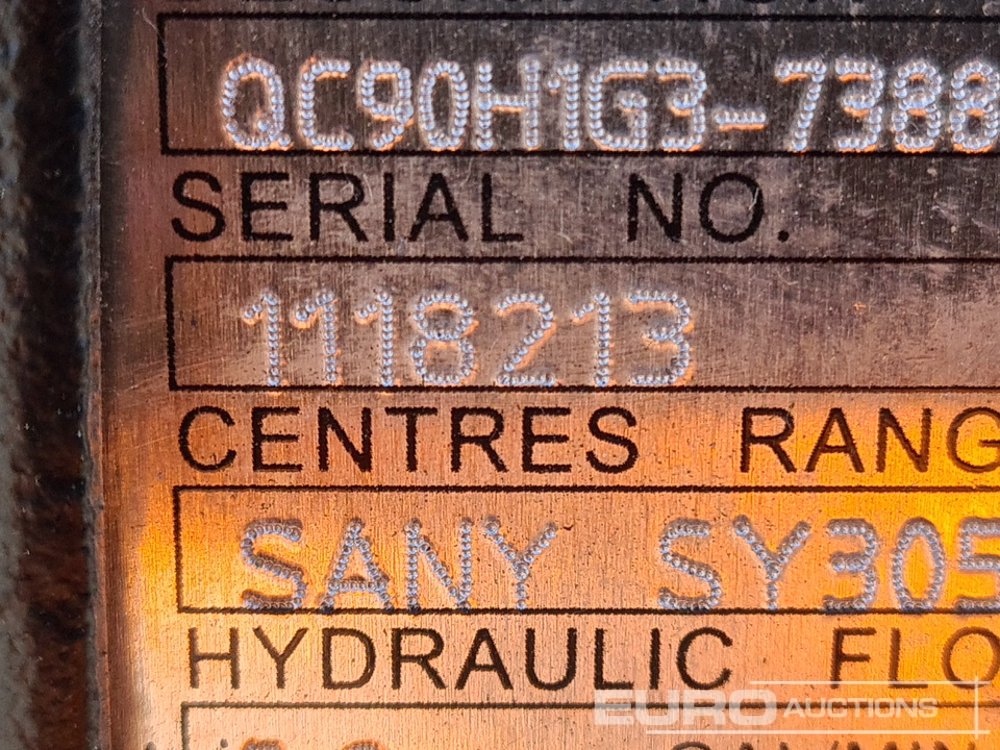 QC90H1G3-7388
SERIAL NO.
1118213
CENTRES RANG
SANY SY305
HYDRAULIC FLO
EURO AUCTIONS